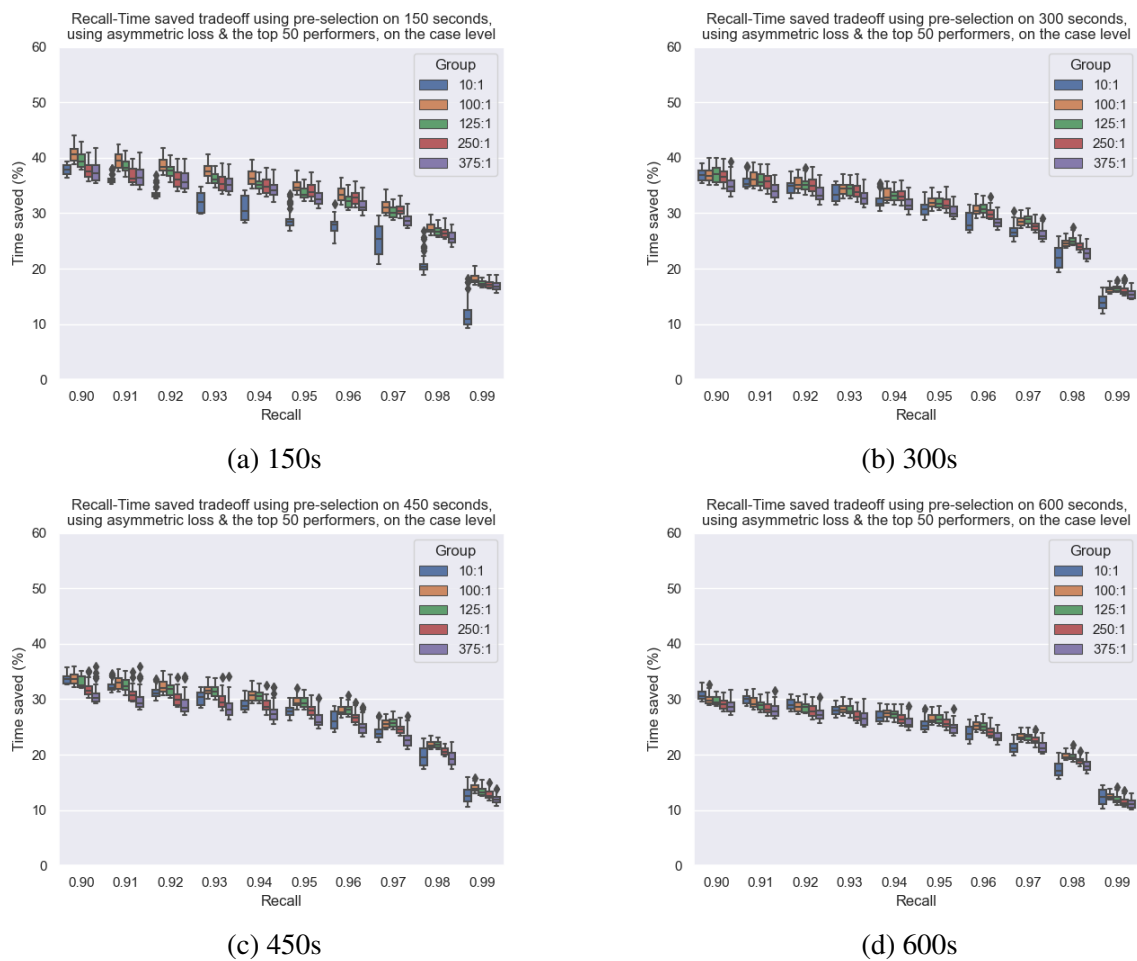 Recall-Time saved tradeoff using pre-selection on 150 seconds,
using asymmetric loss & the top 50 performers, on the case level
60
50
40
30
20
10
0
Time saved (%)
Group
10:1
100:1
125:1
250:1
375:1
0.90 0.91 0.92 0.93 0.94 0.95 0.96 0.97 0.98 0.99
Recall
(a) 150s
Recall-Time saved tradeoff using pre-selection on 300 seconds,
using asymmetric loss & the top 50 performers, on the case level
60
50
40
30
20
10
0
Time saved (%)
Group
10:1
100:1
125:1
250:1
375:1
0.90 0.91 0.92 0.93 0.94 0.95 0.96 0.97 0.98 0.99
Recall
(b) 300s
Recall-Time saved tradeoff using pre-selection on 450 seconds,
using asymmetric loss & the top 50 performers, on the case level
60
50
40
30
20
10
0
Time saved (%)
Group
10:1
100:1
125:1
250:1
375:1
0.90 0.91 0.92 0.93 0.94 0.95 0.96 0.97 0.98 0.99
Recall
(c) 450s
Recall-Time saved tradeoff using pre-selection on 600 seconds,
using asymmetric loss & the top 50 performers, on the case level
60
50
40
30
20
10
0
Time saved (%)
Group
10:1
100:1
125:1
250:1
375:1
0.90 0.91 0.92 0.93 0.94 0.95 0.96 0.97 0.98 0.99
Recall
(d) 600s